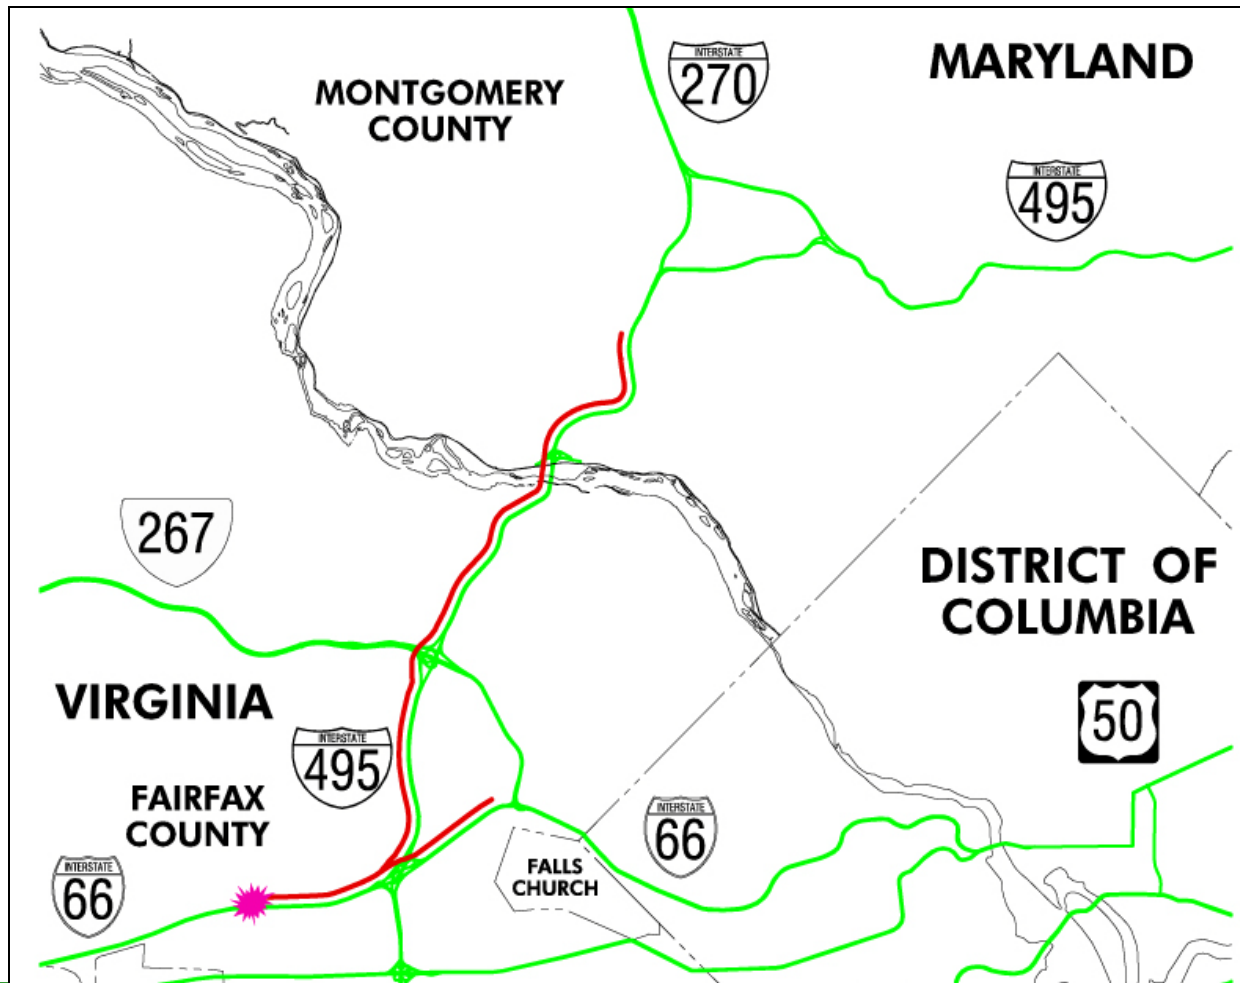 INTERSTATE
270
MARYLAND
MONTGOMERY
COUNTY
INTERSTATE
495
267
DISTRICT OF
COLUMBIA
VIRGINIA
50
INTERSTATE
495
FAIRFAX
COUNTY
INTERSTATE
66
FALLS
CHURCH
INTERSTATE
66